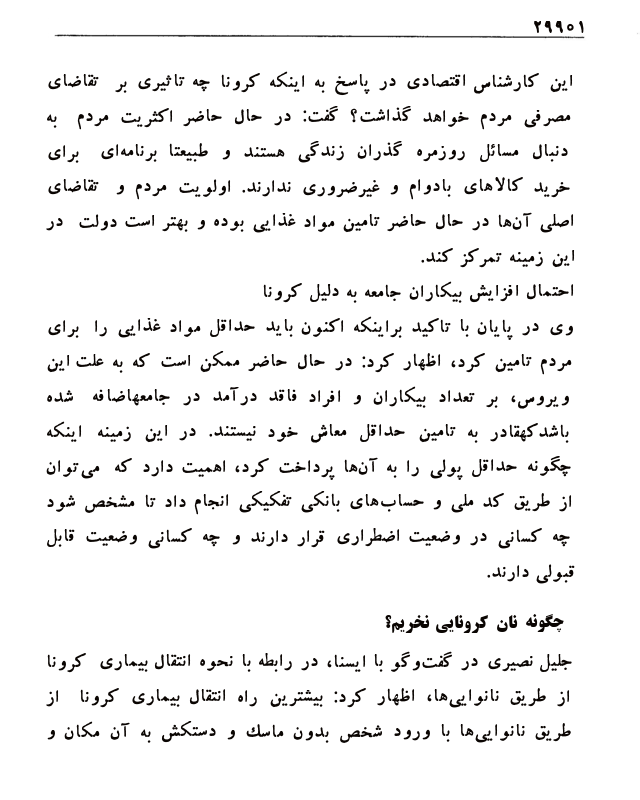 ۲۹۹۵۱
این کارشناس اقتصادی در پاسخ به اینکه کرونا چه تاثیری بر تقاضای
مصرفی مردم خواهد گذاشت؟ گفت: در حال حاضر اکثریت مردم به
دنبال مسائل روزمره گذران زندگی هستند و طبیعتا برنامه‌ای برای
خرید کالاهای بادوام و غیرضروری ندارند. اولویت مردم و تقاضای
اصلی آن‌ها در حال حاضر تامین مواد غذایی بوده و بهتر است دولت در
این زمینه تمرکز کند.
احتمال افزایش بیکاران جامعه به دلیل کرونا
وی در پایان با تاکید براینکه اکنون باید حداقل مواد غذایی را برای
مردم تامین کرد، اظهار کرد: در حال حاضر ممکن است که به علت این
ویروس، بر تعداد بیکاران و افراد فاقد درآمد در جامعهاضافه شده
باشدکهقادر به تامین حداقل معاش خود نیستند. در این زمینه اینکه
چگونه حداقل پولی را به آن‌ها پرداخت کرد، اهمیت دارد که می‌توان
از طریق کد ملی و حساب‌های بانکی تفکیکی انجام داد تا مشخص شود
چه کسانی در وضعیت اضطراری قرار دارند و چه کسانی وضعیت قابل
قبولی دارند.
چگونه نان کرونایی نخریم؟
جلیل نصیری در گفت‌وگو با ایسنا، در رابطه با نحوه انتقال بیماری کرونا
از طریق نانوایی‌ها، اظهار کرد: بیشترین راه انتقال بیماری کرونا از
طریق نانوایی‌ها با ورود شخص بدون ماسك و دستکش به آن مکان و